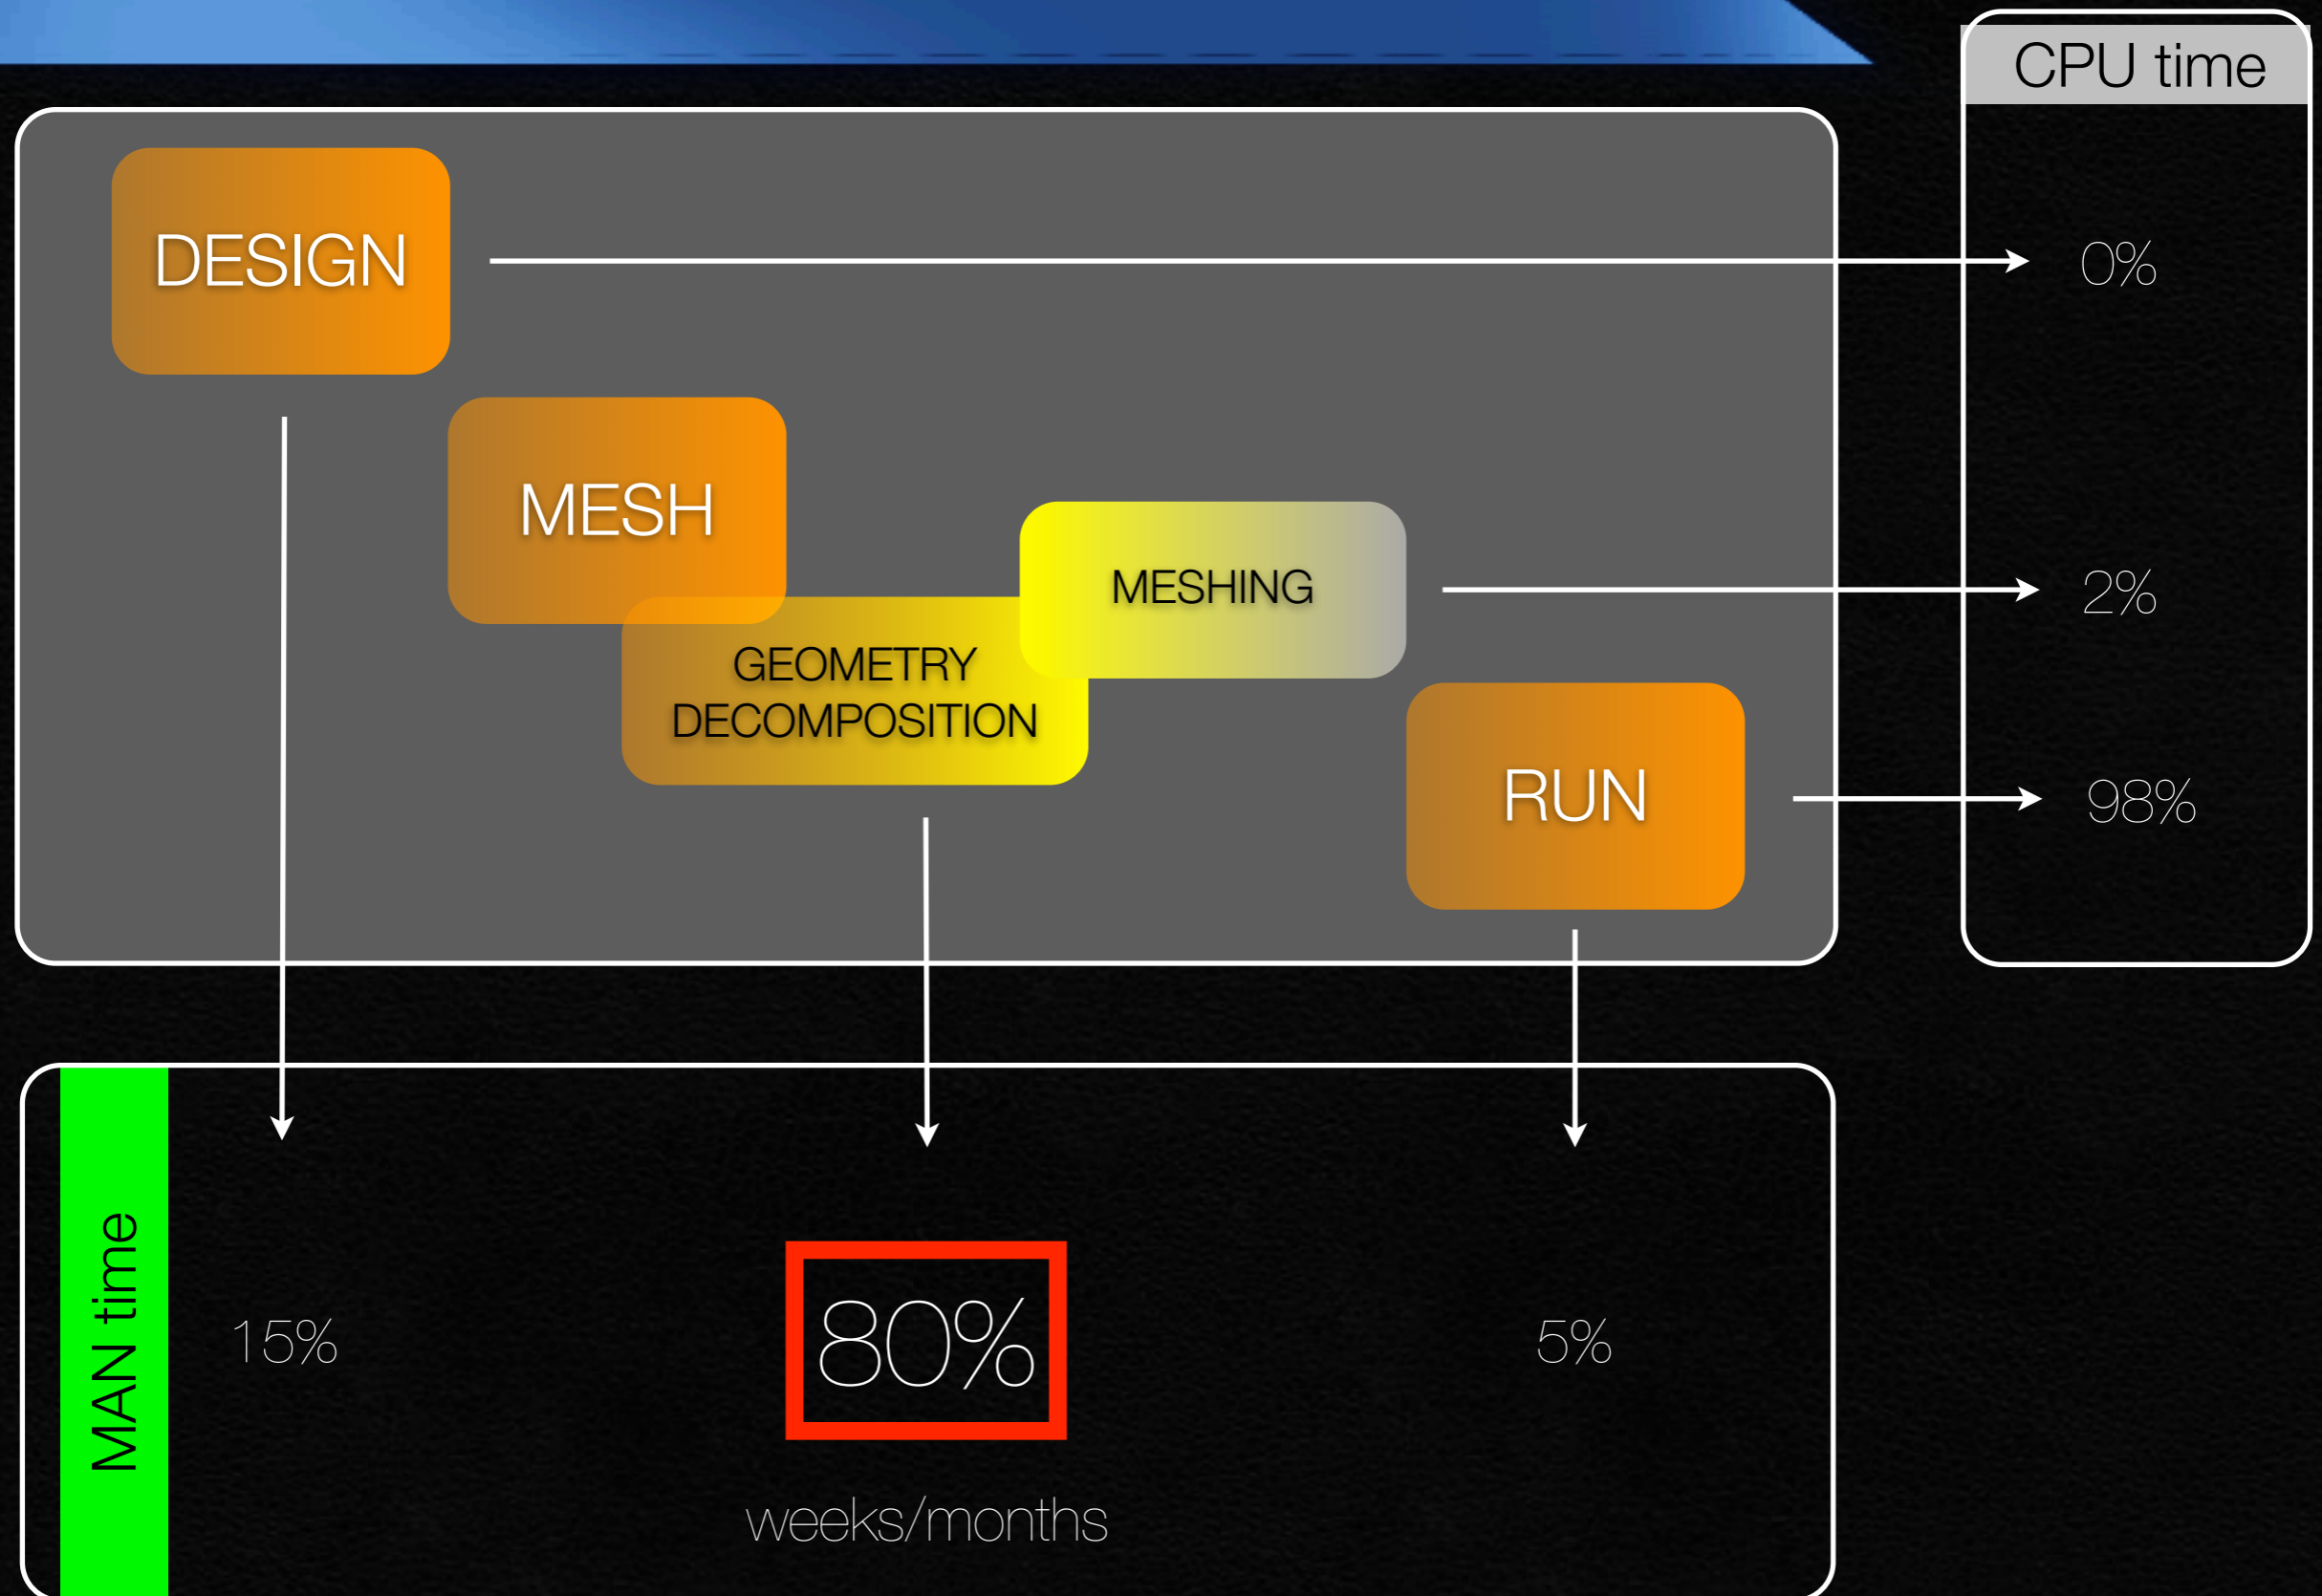 CPU time
DESIGN
0%
MESH
MESHING
2%
GEOMETRY
DECOMPOSITION
RUN
98%
MAN time
15%
80%
5%
weeks/months